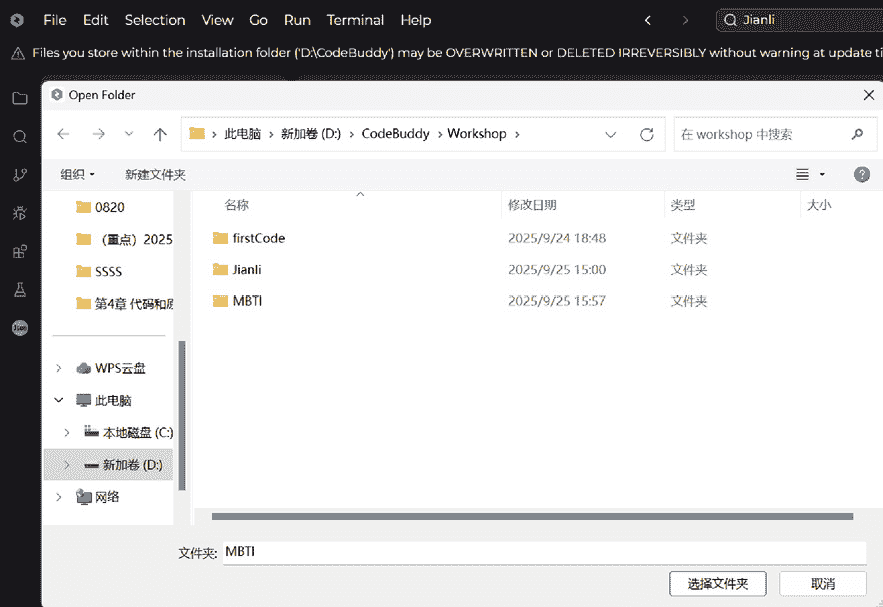 File Edit Selection View Go Run Terminal Help Jianli
Files you store within the installation folder ('D:\CodeBuddy') may be OVERWRITTEN or DELETED IRREVERSIBLY without warning at update ti
Open Folder
此电脑 新加卷 (D:) CodeBuddy Workshop 在 workshop 中搜索
组织 新建文件夹
名称 修改日期 类型 大小
0820
（重点）2025
SSSS
第4章 代码和
firstCode 2025/9/24 18:48 文件夹
Jianli 2025/9/25 15:00 文件夹
MBTI 2025/9/25 15:57 文件夹
WPS云盘
此电脑
本地磁盘 (C:)
新加卷 (D:)
网络
文件夹: MBTI
选择文件夹 取消